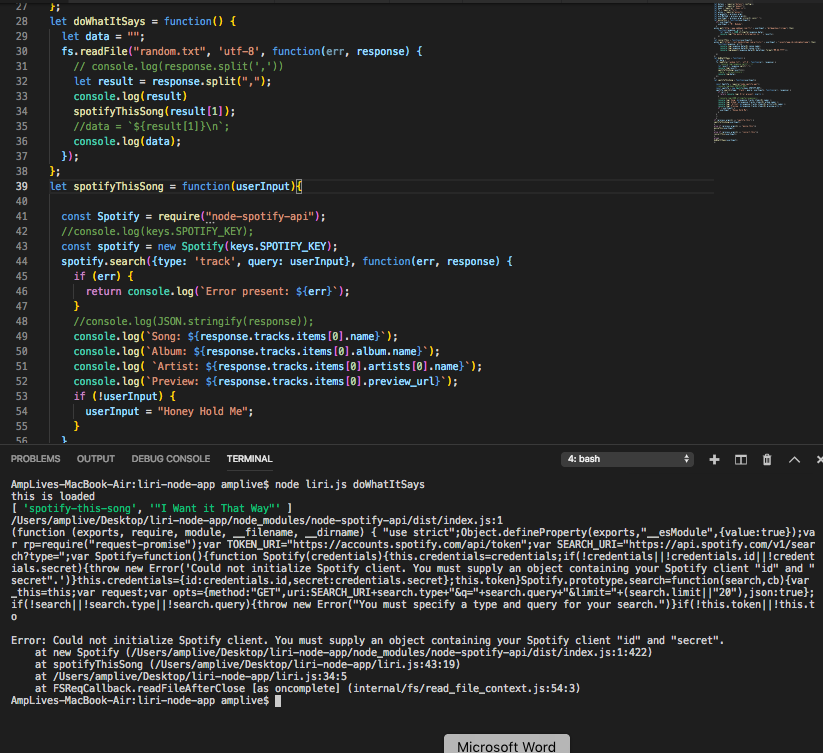 27 };
28 let doWhatItSays = function() {
29 let data = "";
30 fs.readFile("random.txt", 'utf-8', function(err, response) {
31 // console.log(response.split(','))
32 let result = response.split(",");
33 console.log(result)
34 spotifyThisSong(result[1]);
35 //data = `${result[1]}\n`;
36 console.log(data);
37 });
38 };
39 let spotifyThisSong = function(userInput){
40
41 const Spotify = require("node-spotify-api");
42 //console.log(keys.SPOTIFY_KEY);
43 const spotify = new Spotify(keys.SPOTIFY_KEY);
44 spotify.search({type: 'track', query: userInput}, function(err, response) {
45 if (err) {
46 return console.log(`Error present: ${err}`);
47 }
48 //console.log(JSON.stringify(response));
49 console.log(`Song: ${response.tracks.items[0].name}`);
50 console.log(`Album: ${response.tracks.items[0].album.name}`);
51 console.log( `Artist: ${response.tracks.items[0].artists[0].name}`);
52 console.log(`Preview: ${response.tracks.items[0].preview_url}`);
53 if (!userInput) {
54 userInput = "Honey Hold Me";
55 }
56 }
PROBLEMS OUTPUT DEBUG CONSOLE TERMINAL 4: bash
AmpLives-MacBook-Air:liri-node-app amplive$ node liri.js doWhatItSays
this is loaded
[ 'spotify-this-song', '"I Want it That Way"' ]
/Users/amplive/Desktop/liri-node-app/node_modules/node-spotify-api/dist/index.js:1
(function (exports, require, module, __filename, __dirname) { "use strict";Object.defineProperty(exports,"__esModule",{value:true});va
r rp=require("request-promise");var TOKEN_URI="https://accounts.spotify.com/api/token";var SEARCH_URI="https://api.spotify.com/v1/sear
ch?type=";var Spotify=function(){function Spotify(credentials){this.credentials=credentials;if(!credentials||!credentials.id||!credent
ials.secret){throw new Error('Could not initialize Spotify client. You must supply an object containing your Spotify client "id" and "
secret".')}this.credentials={id:credentials.id,secret:credentials.secret};this.token}Spotify.prototype.search=function(search,cb){var
_this=this;var request;var opts={method:"GET",uri:SEARCH_URI+search.type+"&q="+search.query+"&limit="+(search.limit||"20"),json:true};
if(!search||!search.type||!search.query){throw new Error("You must specify a type and query for your search.")}if(!this.token||!this.t
o
Error: Could not initialize Spotify client. You must supply an object containing your Spotify client "id" and "secret".
at new Spotify (/Users/amplive/Desktop/liri-node-app/node_modules/node-spotify-api/dist/index.js:1:422)
at spotifyThisSong (/Users/amplive/Desktop/liri-node-app/liri.js:43:19)
at /Users/amplive/Desktop/liri-node-app/liri.js:34:5
at FSReqCallback.readFileAfterClose [as oncomplete] (internal/fs/read_file_context.js:54:3)
AmpLives-MacBook-Air:liri-node-app amplive$
Microsoft Word